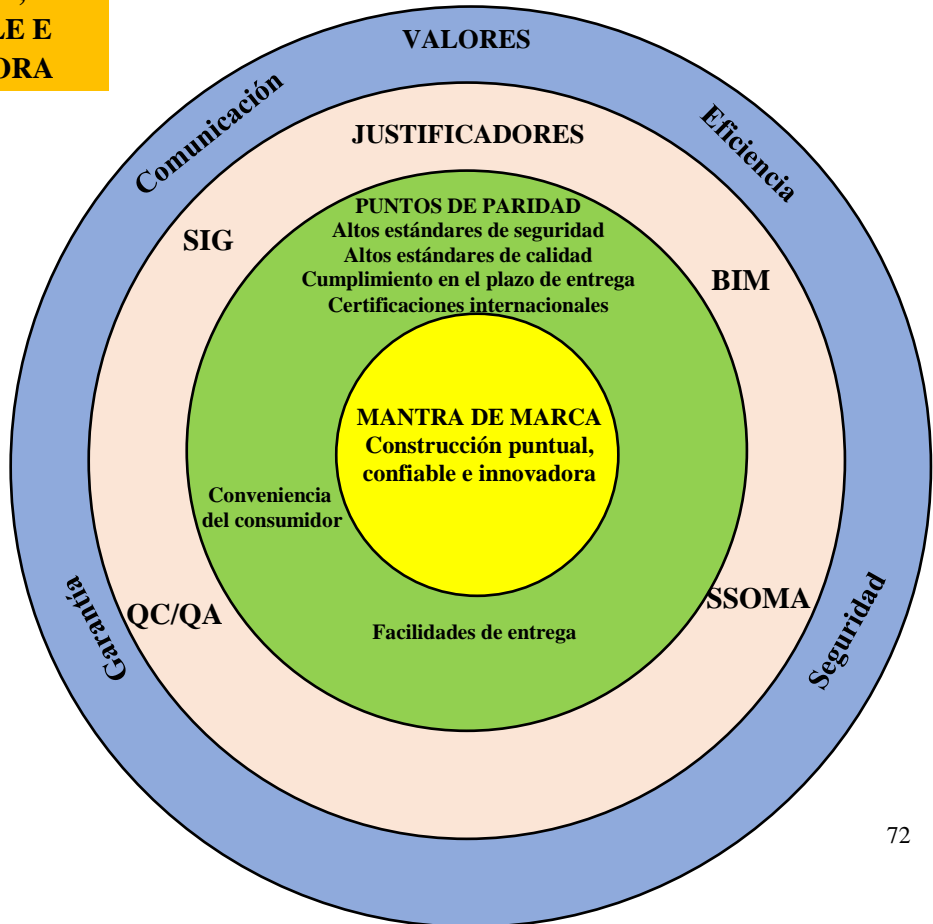 LE E
ORA
VALORES
Comunicación
Eficiencia
JUSTIFICADORES
SIG
BIM
PUNTOS DE PARIDAD
Altos estándares de seguridad
Altos estándares de calidad
Cumplimiento en el plazo de entrega
Certificaciones internacionales
MANTRA DE MARCA
Construcción puntual,
confiable e innovadora
Conveniencia
del consumidor
Garantía
QC/QA
SSOMA
Seguridad
Facilidades de entrega
72